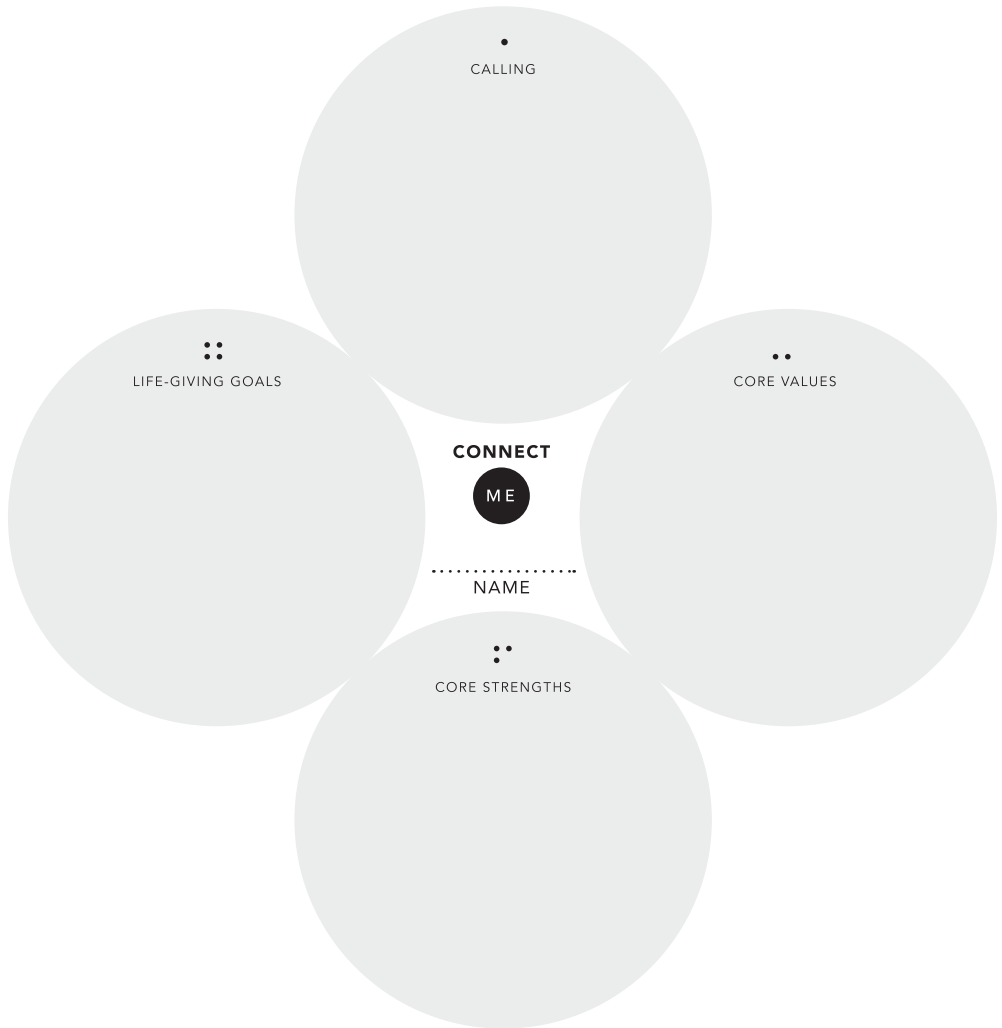 CALLING
LIFE-GIVING GOALS
CORE VALUES
CONNECT
ME
NAME
CORE STRENGTHS